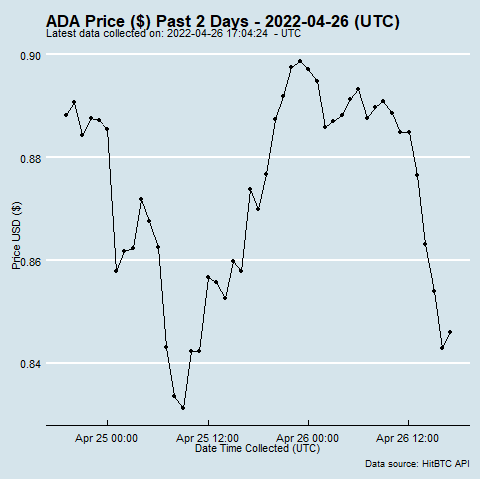 ADA Price ($) Past 2 Days - 2022-04-26 (UTC)
Latest data collected on: 2022-04-26 17:04:24 - UTC
0.90
0.88
0.86
0.84
Price USD ($)
Apr 25 00:00
Apr 25 12:00
Apr 26 00:00
Apr 26 12:00
Date Time Collected (UTC)
Data source: HitBTC API